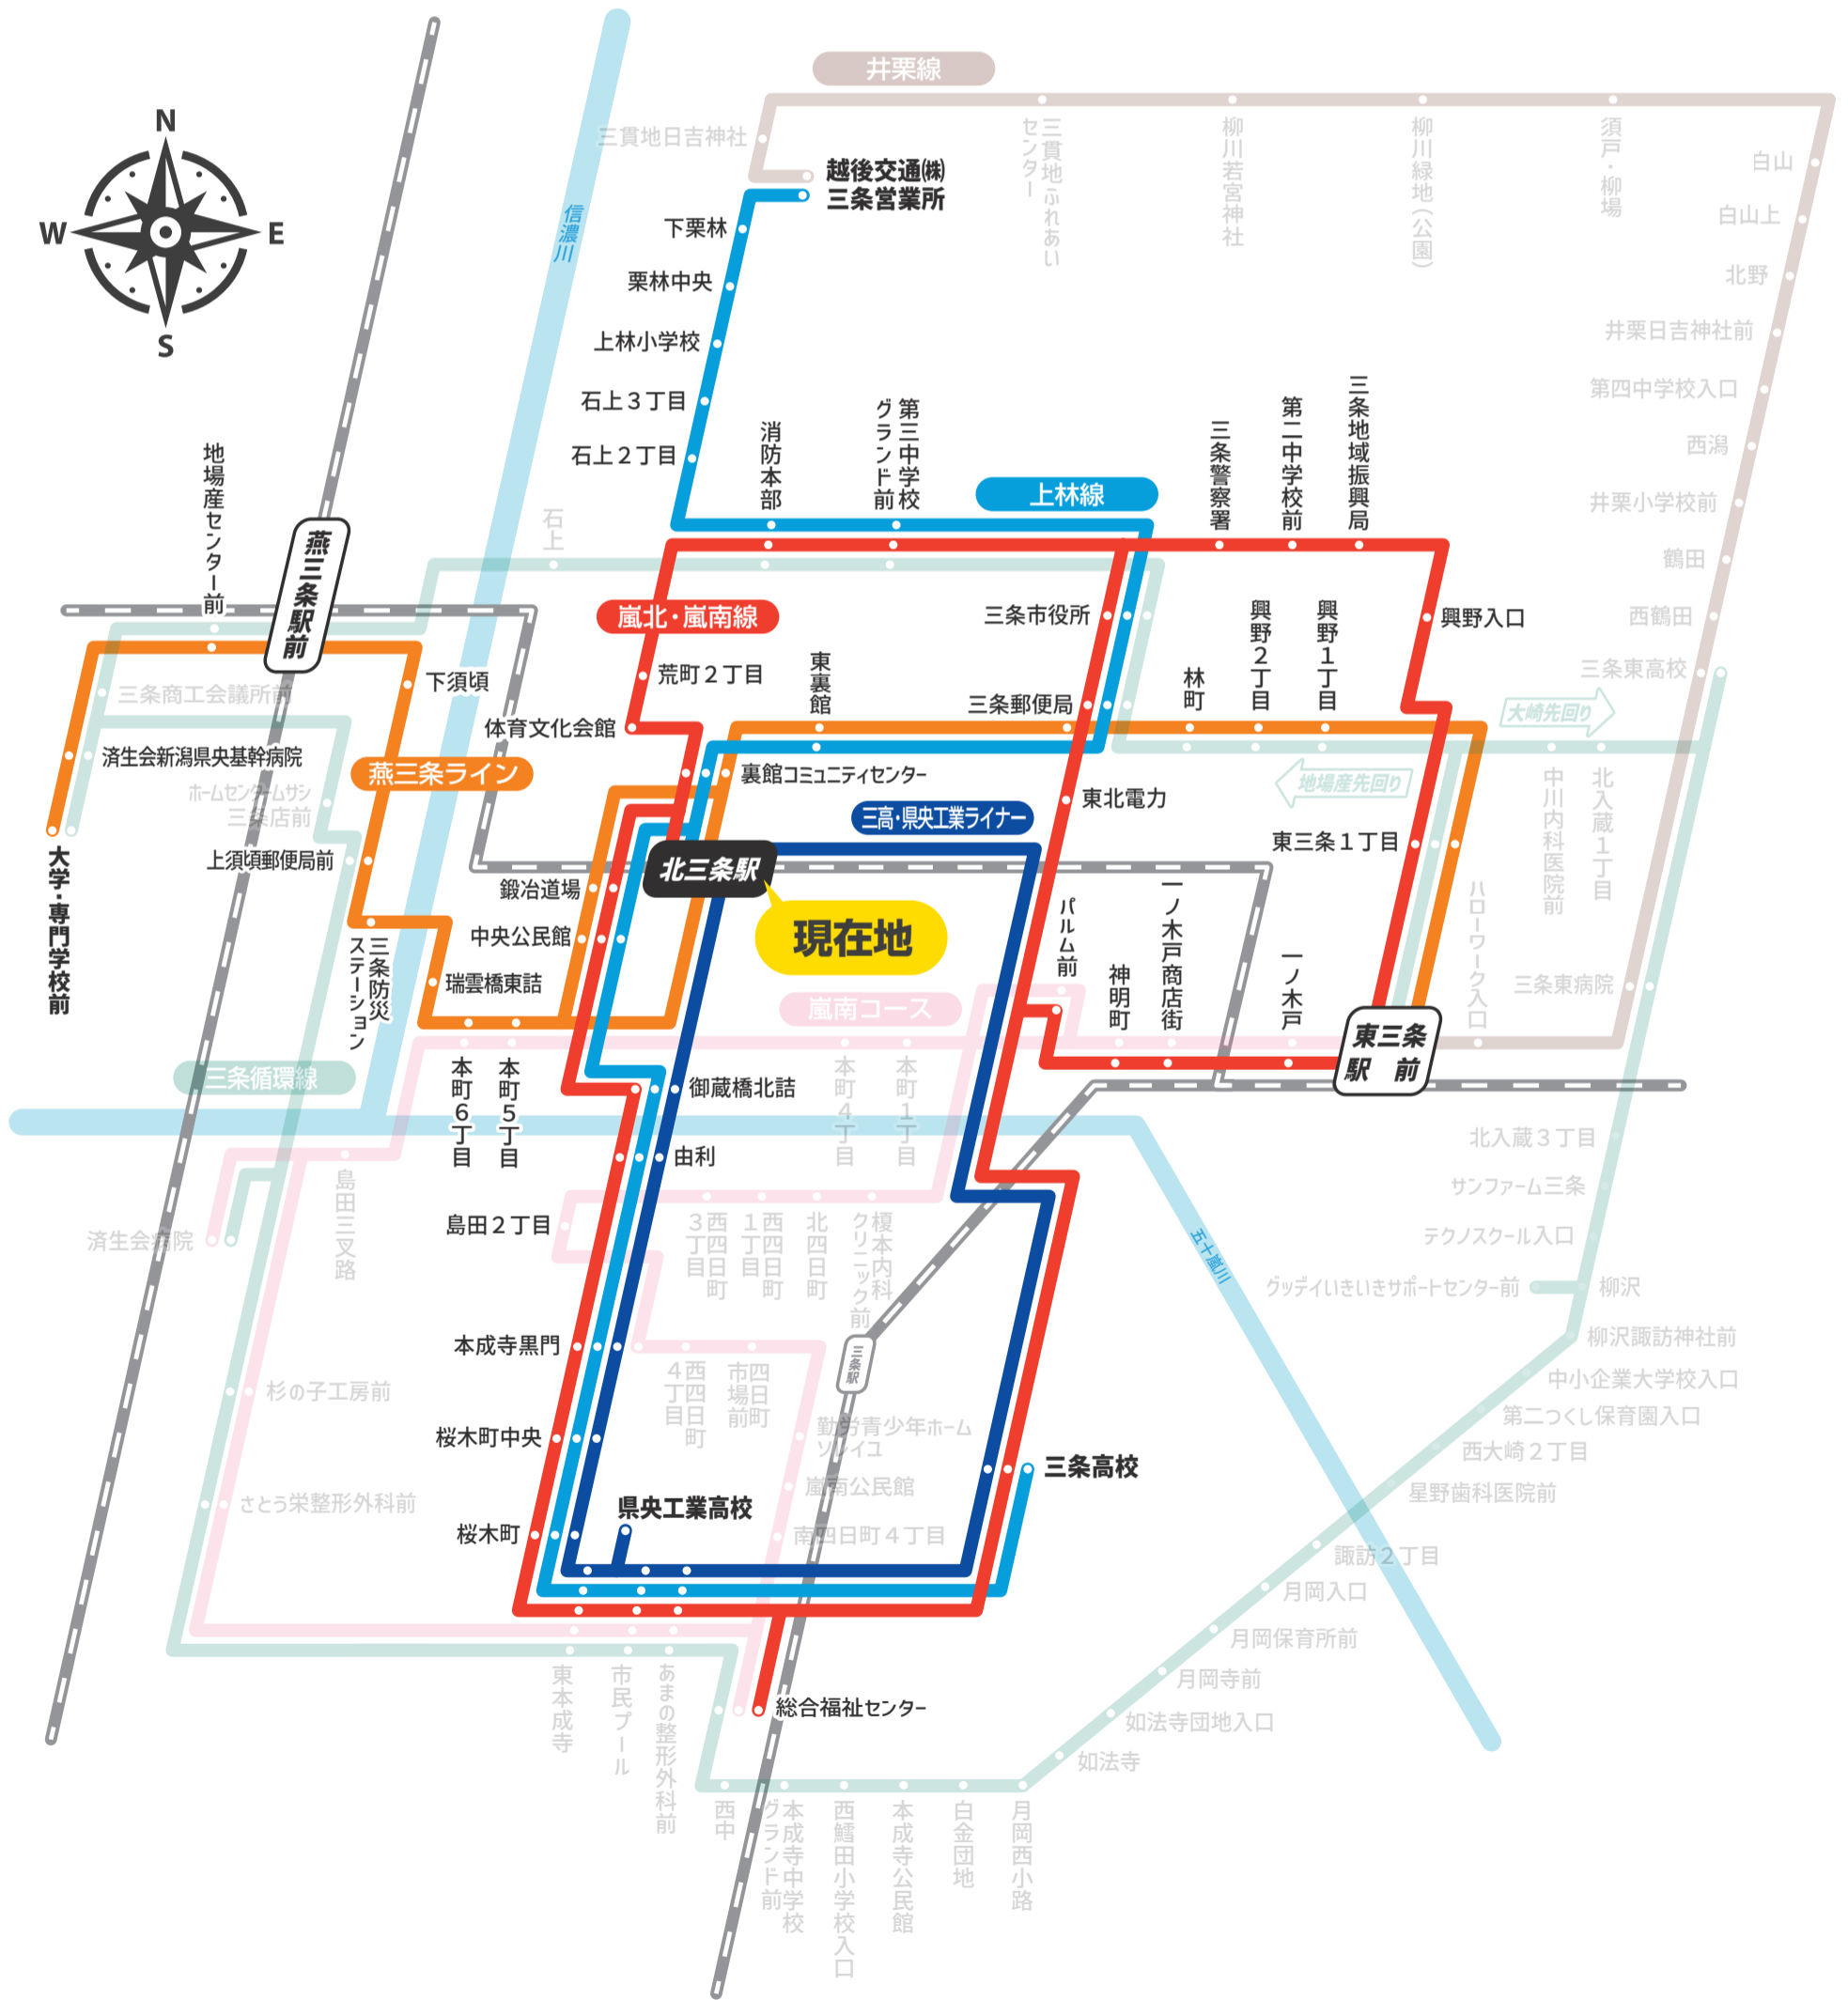 井栗線
三貫地日吉神社
三貫地ふれあい
センター
柳川若宮神社
柳川緑地(公園)
須戸・柳場
白山
白山上
北野
井栗日吉神社前
第四中学校入口
西潟
井栗小学校前
鶴田
西鶴田
三条東高校
N
W
E
S
信濃川
越後交通㈱
三条営業所
下栗林
栗林中央
上林小学校
石上3丁目
石上2丁目
消防本部
第三中学校
グランド前
上林線
三条警察署
第二中学校前
三条地域振興局
地場産センター前
燕三条駅前
石上
嵐北・嵐南線
三条市役所
興野2丁目
興野1丁目
興野入口
下須頃
荒町2丁目
東裏館
三条郵便局
林町
大崎先回り
三条商工会議所前
体育文化会館
済生会新潟県央基幹病院
燕三条ライン
裏館コミュニティセンター
地場産先回り
中川内科医院前
北入蔵1丁目
ホームセンタームサシ
三条店前
三高・県央工業ライナー
東北電力
東三条1丁目
大学・専門学校前
上須頃郵便局前
鍛冶道場
北三条駅
現在地
パルム前
一ノ木戸商店街
ハローワーク入口
中央公民館
三条防災
ステーション
瑞雲橋東詰
神明町
一ノ木戸
三条東病院
嵐南コース
東三条
駅 前
三条循環線
本町6丁目
本町5丁目
御蔵橋北詰
本町4丁目
本町1丁目
由利
北入蔵3丁目
サンファーム三条
テクノスクール入口
グッデイいきいきサポートセンター前
柳沢
島田三叉路
済生会病院
島田2丁目
西四日町
3丁目
西四日町
1丁目
北四日町
榎本内科
クリニック前
五十嵐川
本成寺黒門
三条駅
柳沢諏訪神社前
杉の子工房前
西四日町
4丁目
四日町
市場前
中小企業大学校入口
桜木町中央
勤労青少年ホーム
ソレイユ
第二つくし保育園入口
西大崎2丁目
三条高校
嵐南公民館
星野歯科医院前
さとう栄整形外科前
県央工業高校
桜木町
南四日町4丁目
諏訪2丁目
月岡入口
月岡保育所前
月岡寺前
東本成寺
市民プール
あまの整形外科前
総合福祉センター
如法寺団地入口
如法寺
西中
本成寺中学校
グランド前
西鱈田小学校入口
本成寺公民館
白金団地
月岡西小路